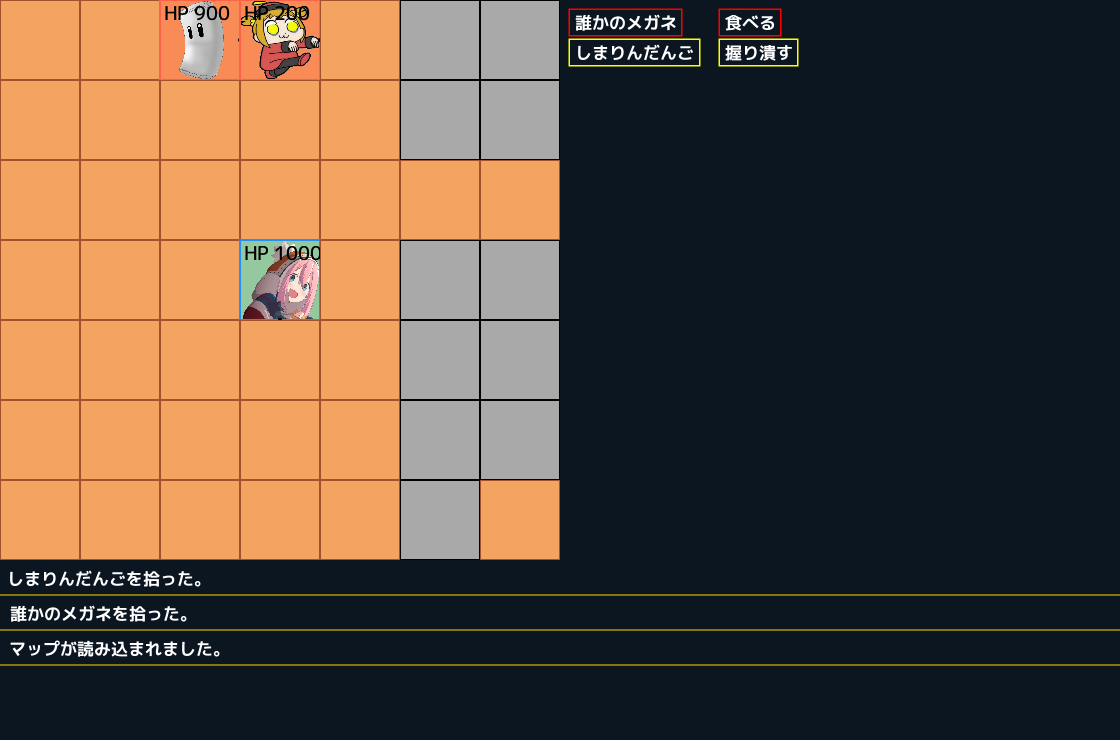 HP 900
HP 200
誰かのメガネ 食べる
しまりんだんご 握り潰す
HP 1000
しまりんだんごを拾った。
誰かのメガネを拾った。
マップが読み込まれました。